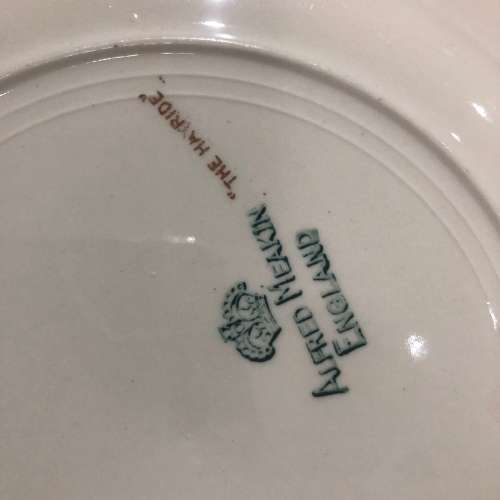 "THE HAYRIDE"
ALFRED MEAKIN
ENGLAND